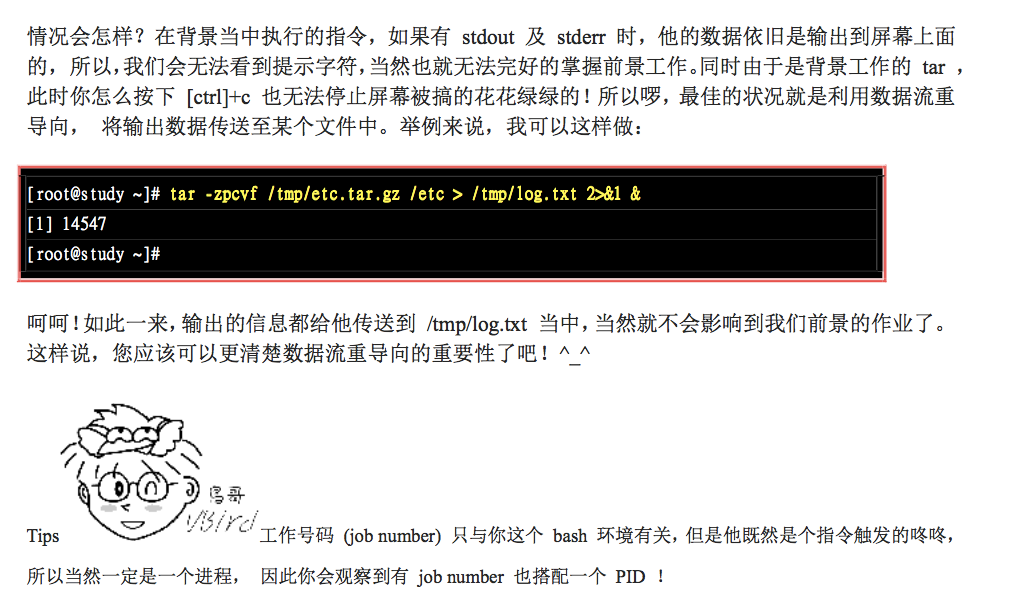 情况会怎样？在背景当中执行的指令，如果有 stdout 及 stderr 时，他的数据依旧是输出到屏幕上面
的，所以，我们会无法看到提示字符，当然也就无法完好的掌握前景工作。同时由于是背景工作的 tar ，
此时你怎么按下 [ctrl]+c 也无法停止屏幕被搞的花花绿绿的！所以啰，最佳的状况就是利用数据流重
导向， 将输出数据传送至某个文件中。举例来说，我可以这样做：
[root@study ~]# tar -zpcvf /tmp/etc.tar.gz /etc > /tmp/log.txt 2>&1 &
[1] 14547
[root@study ~]#
呵呵！如此一来，输出的信息都给他传送到 /tmp/log.txt 当中，当然就不会影响到我们前景的作业了。
这样说，您应该可以更清楚数据流重导向的重要性了吧！^_^
鸟哥
VBird
Tips 工作号码 (job number) 只与你这个 bash 环境有关，但是他既然是个指令触发的咚咚，
所以当然一定是一个进程， 因此你会观察到有 job number 也搭配一个 PID ！